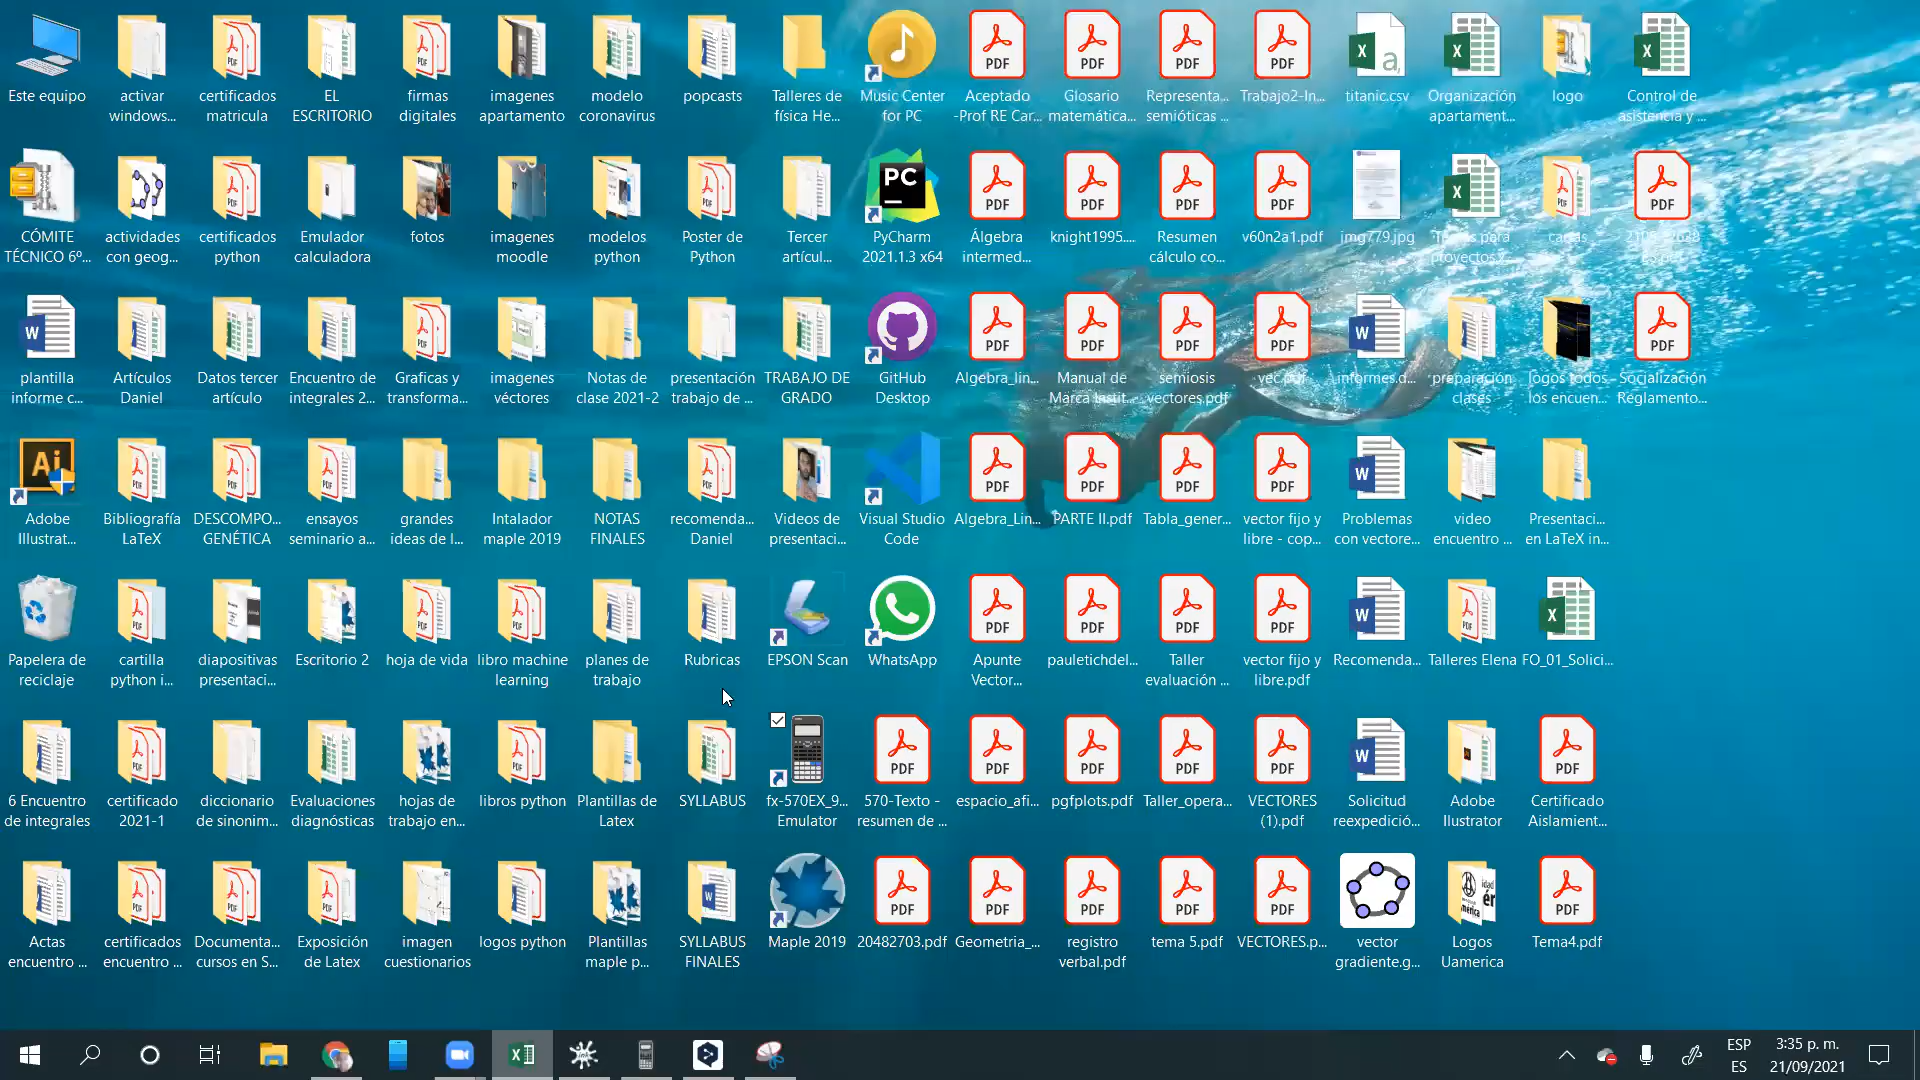 Este equipo
activar
windows...
certificados
matricula
EL
ESCRITORIO
firmas
digitales
imagenes
apartamento
modelo
coronavirus
popcasts
Talleres de
física He...
Music Center
for PC
Aceptado
-Prof RE Car...
Glosario
matemática...
Representa...
semióticas ...
Trabajo2-In...
titanic.csv
Organización
apartament...
logo
Control de
asistencia y ...
CÓMITE
TÉCNICO 6º...
actividades
con geog...
certificados
python
Emulador
calculadora
fotos
imagenes
moodle
modelos
python
Poster de
Python
Tercer
artícul...
PyCharm
2021.1.3 x64
Álgebra
intermed...
knight1995....
Resumen
cálculo co...
v60n2a1.pdf
img779.jpg
proyectos.x...
plantilla
informe c...
Artículos
Daniel
Datos tercer
artículo
Encuentro de
integrales 2...
Graficas y
transforma...
imagenes
véctores
Notas de
clase 2021-2
presentación
trabajo de ...
TRABAJO DE
GRADO
GitHub
Desktop
Algebra_lin...
Manual de
Marca Instit...
semiosis
vectores.pdf
vec.pdf
informes.d...
preparación
clases
logos todos
los encuen...
Socialización
Reglamento...
Adobe
Illustrat...
Bibliografía
LaTeX
DESCOMPO...
GENÉTICA
ensayos
seminario a...
grandes
ideas de l...
Intalador
maple 2019
NOTAS
FINALES
recomenda...
Daniel
Videos de
presentaci...
Visual Studio
Code
Algebra_Lin...
PARTE II.pdf
Tabla_gener...
vector fijo y
libre - cop...
Problemas
con vectore...
video
encuentro ...
Presentaci...
en LaTeX in...
Papelera de
reciclaje
cartilla
python i...
diapositivas
presentaci...
Escritorio 2
hoja de vida
libro machine
learning
planes de
trabajo
Rubricas
EPSON Scan
WhatsApp
Apunte
Vector...
pauletichdel...
Taller
evaluación ...
vector fijo y
libre.pdf
Recomenda...
Talleres Elena
FO_01_Solici...
6 Encuentro
de integrales
certificado
2021-1
diccionario
de sinonim...
Evaluaciones
diagnósticas
hojas de
trabajo en...
libros python
Plantillas de
Latex
SYLLABUS
fx-570EX_9...
Emulator
570-Texto -
resumen de ...
espacio_afi...
pgfplots.pdf
Taller_opera...
VECTORES
(1).pdf
Solicitud
reexpedició...
Adobe
Ilustrator
Certificado
Aislamient...
Actas
encuentro ...
certificados
encuentro ...
Documenta...
cursos en S...
Exposición
de Latex
imagen
cuestionarios
logos python
Plantillas
maple p...
SYLLABUS
FINALES
Maple 2019
20482703.pdf
Geometria_...
registro
verbal.pdf
tema 5.pdf
VECTORES.p...
vector
gradiente.g...
Logos
Uamerica
Tema4.pdf
ESP
ES
3:35 p. m.
21/09/2021